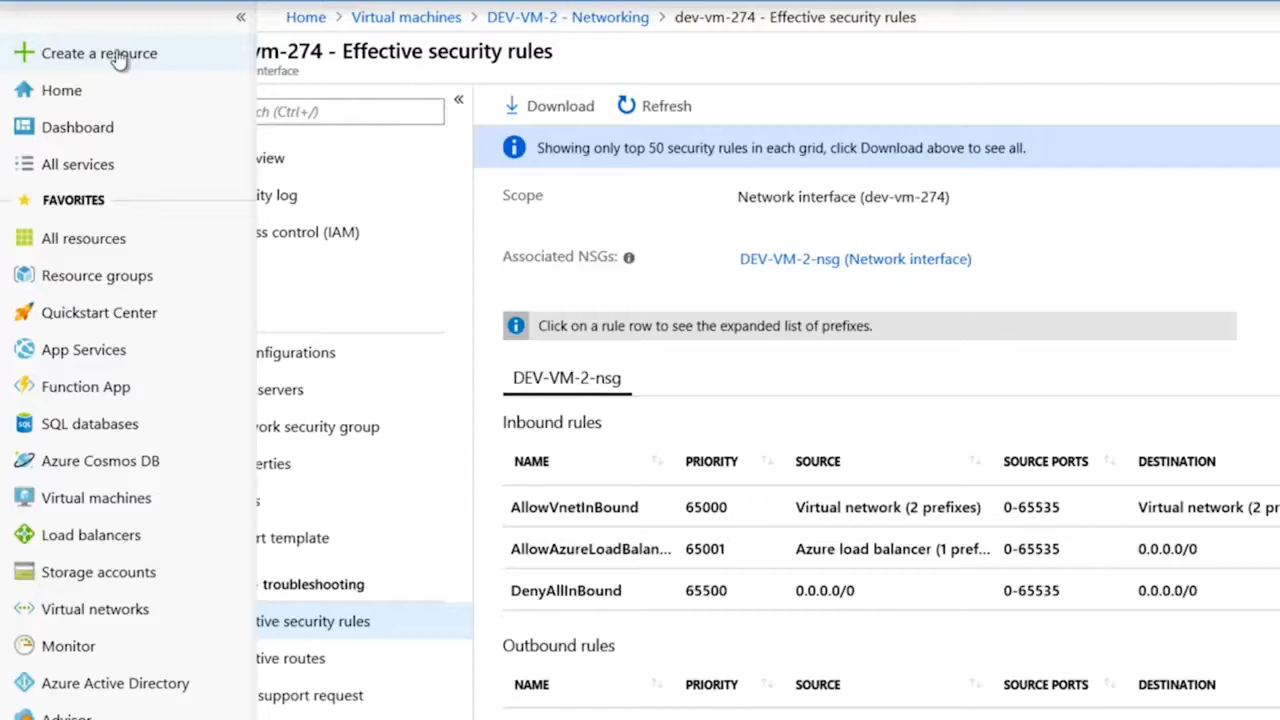 «
Home > Virtual machines > DEV-VM-2 - Networking > dev-vm-274 - Effective security rules
Create a resource
Home
Dashboard
All services
FAVORITES
All resources
Resource groups
Quickstart Center
App Services
Function App
SQL databases
Azure Cosmos DB
Virtual machines
Load balancers
Storage accounts
Virtual networks
Monitor
Azure Active Directory
Advisor
vm-274 - Effective security rules
nterface
ch (Ctrl+/)
«
view
ity log
ss control (IAM)
nfigurations
servers
ork security group
erties
s
rt template
troubleshooting
tive security rules
tive routes
support request
Download
Refresh
Showing only top 50 security rules in each grid, click Download above to see all.
Scope
Network interface (dev-vm-274)
Associated NSGs:
DEV-VM-2-nsg (Network interface)
Click on a rule row to see the expanded list of prefixes.
DEV-VM-2-nsg
Inbound rules
NAME PRIORITY SOURCE SOURCE PORTS DESTINATION
AllowVnetInBound 65000 Virtual network (2 prefixes) 0-65535 Virtual network (2 pr
AllowAzureLoadBalan... 65001 Azure load balancer (1 pref... 0-65535 0.0.0.0/0
DenyAllInBound 65500 0.0.0.0/0 0-65535 0.0.0.0/0
Outbound rules
NAME PRIORITY SOURCE SOURCE PORTS DESTINATION